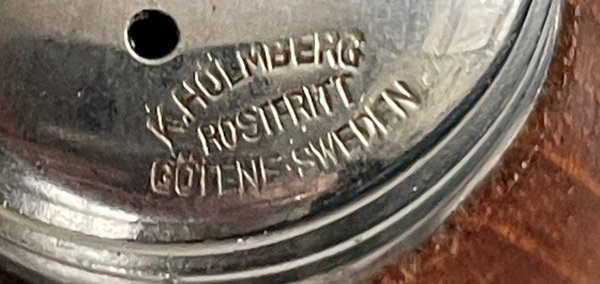 K. HOLMBERG
ROSTFRITT
GÖTENE · SWEDEN